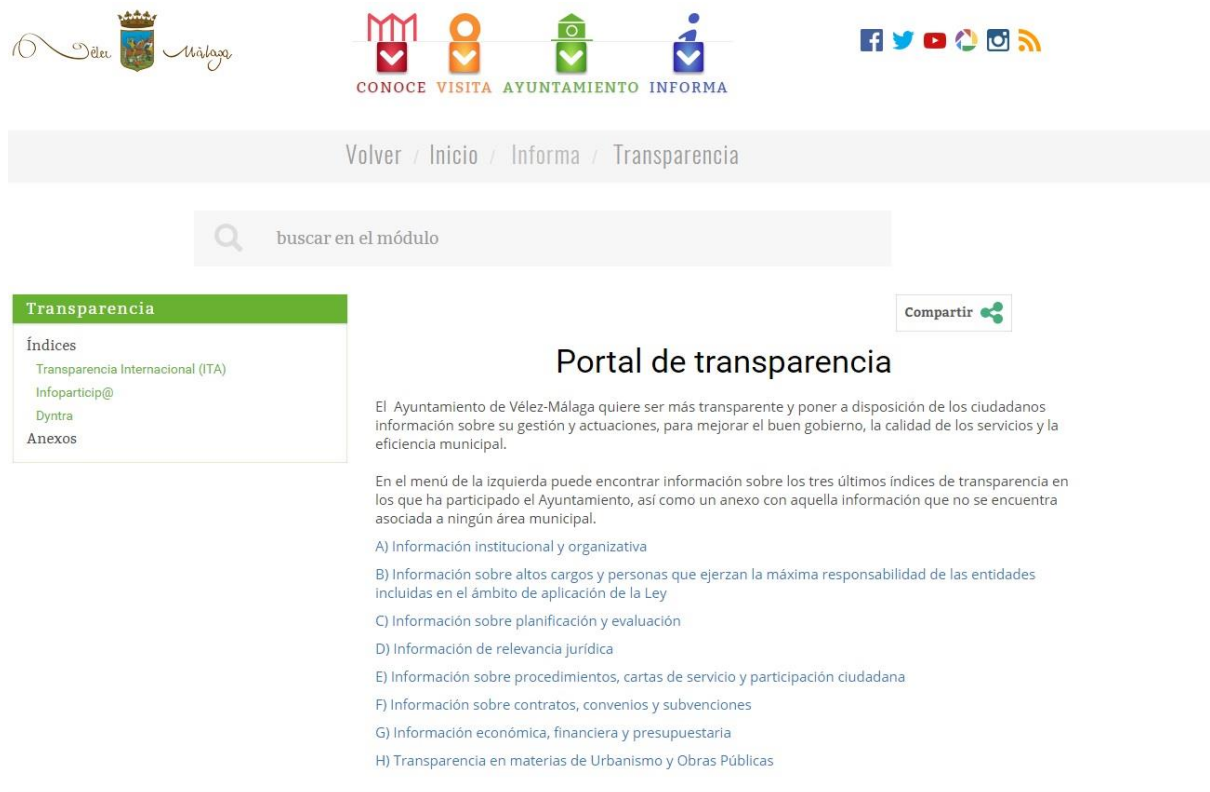 Vélez Málaga
CONOCE VISITA AYUNTAMIENTO INFORMA
Volver / Inicio / Informa / Transparencia
buscar en el módulo
Transparencia
Índices
Transparencia Internacional (ITA)
Infoparticip@
Dyntra
Anexos
Compartir
Portal de transparencia
El Ayuntamiento de Vélez-Málaga quiere ser más transparente y poner a disposición de los ciudadanos
información sobre su gestión y actuaciones, para mejorar el buen gobierno, la calidad de los servicios y la
eficiencia municipal.
En el menú de la izquierda puede encontrar información sobre los tres últimos índices de transparencia en
los que ha participado el Ayuntamiento, así como un anexo con aquella información que no se encuentra
asociada a ningún área municipal.
A) Información institucional y organizativa
B) Información sobre altos cargos y personas que ejerzan la máxima responsabilidad de las entidades
incluidas en el ámbito de aplicación de la Ley
C) Información sobre planificación y evaluación
D) Información de relevancia jurídica
E) Información sobre procedimientos, cartas de servicio y participación ciudadana
F) Información sobre contratos, convenios y subvenciones
G) Información económica, financiera y presupuestaria
H) Transparencia en materias de Urbanismo y Obras Públicas